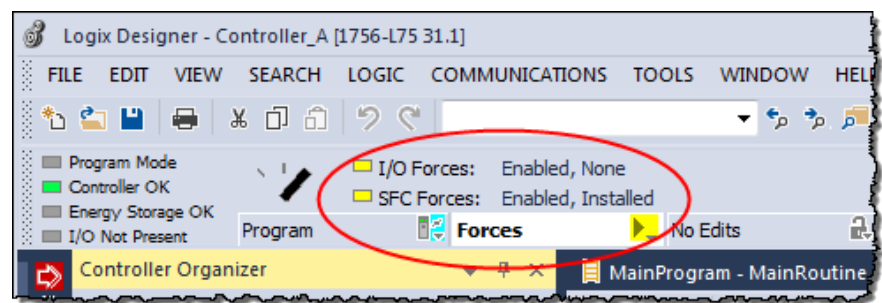 Logix Designer - Controller_A [1756-L75 31.1]
FILE EDIT VIEW SEARCH LOGIC COMMUNICATIONS TOOLS WINDOW HELP
Program Mode
Controller OK
Energy Storage OK
I/O Not Present
I/O Forces: Enabled, None
SFC Forces: Enabled, Installed
Program Forces No Edits
Controller Organizer
MainProgram - MainRoutine